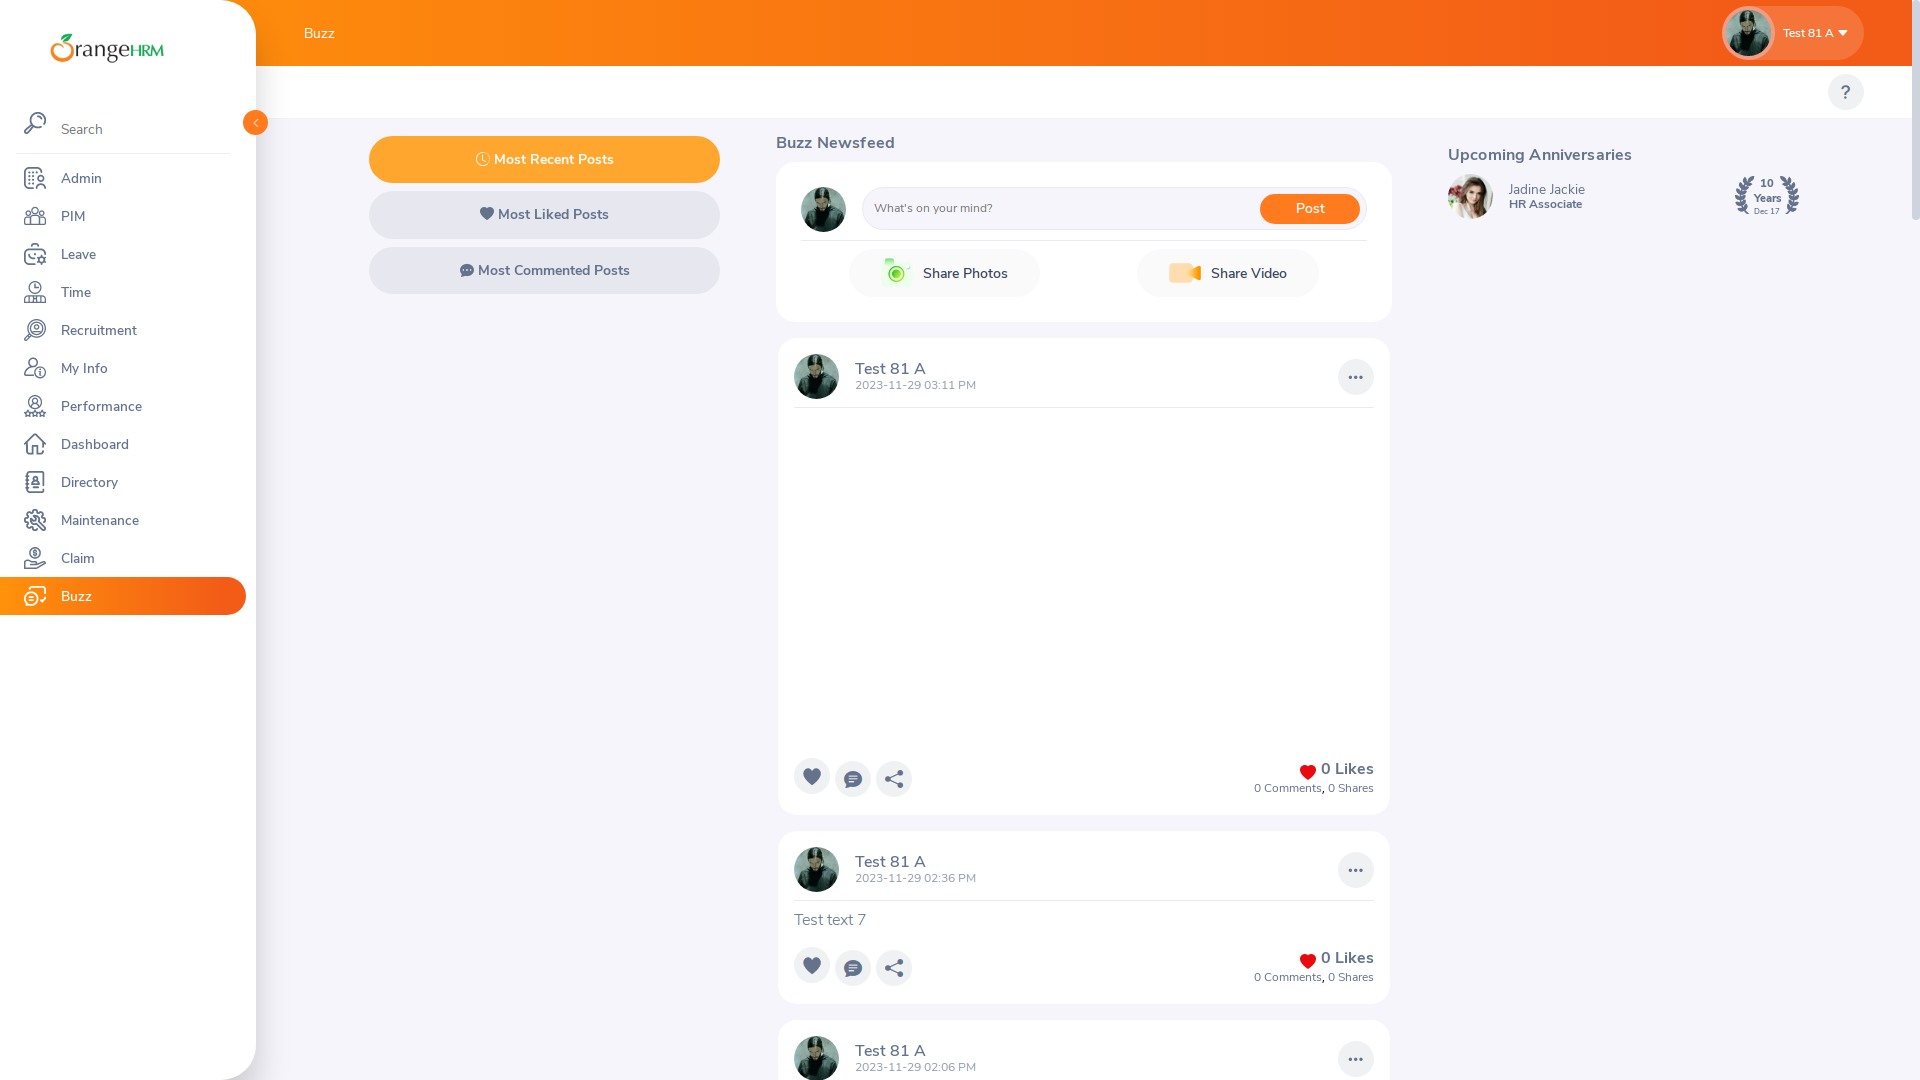 OrangeHRM
Search
Admin
PIM
Leave
Time
Recruitment
My Info
Performance
Dashboard
Directory
Maintenance
Claim
Buzz
Buzz
Test 81 A
?
Most Recent Posts
Most Liked Posts
Most Commented Posts
Buzz Newsfeed
What's on your mind?
Post
Share Photos
Share Video
Test 81 A
2023-11-29 03:11 PM
0 Likes
0 Comments, 0 Shares
Test 81 A
2023-11-29 02:36 PM
Test text 7
0 Likes
0 Comments, 0 Shares
Test 81 A
2023-11-29 02:06 PM
Upcoming Anniversaries
Jadine Jackie
HR Associate
10
Years
Dec 17